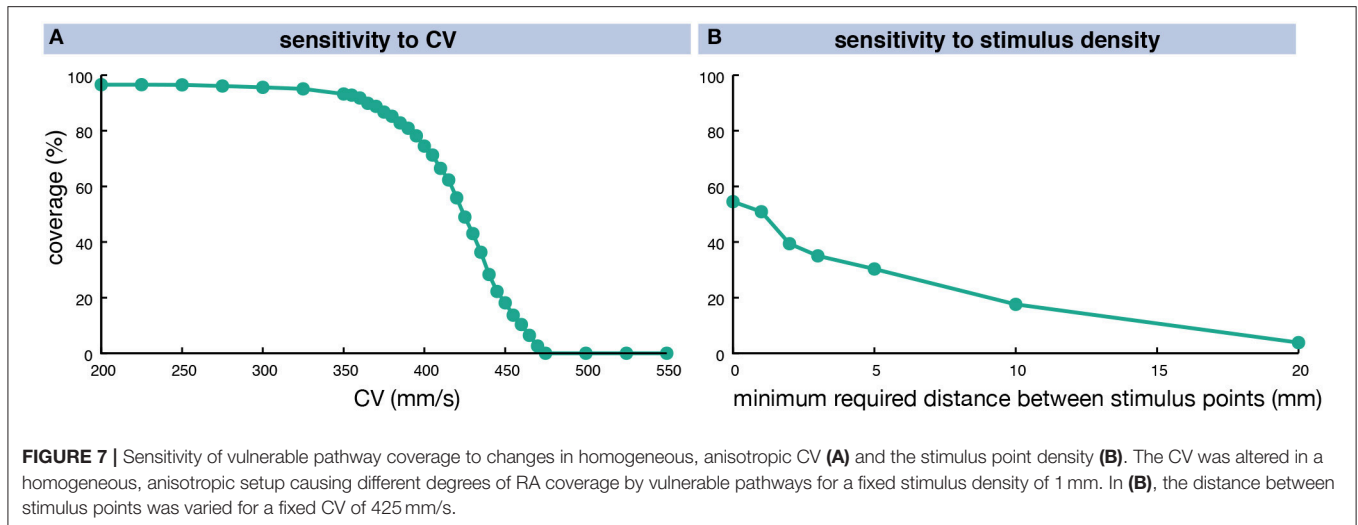 A sensitivity to CV
B sensitivity to stimulus density
coverage (%)
100
80
60
40
20
0
200 250 300 350 400 450 500 550
CV (mm/s)
100
80
60
40
20
0
0 5 10 15 20
minimum required distance between stimulus points (mm)
FIGURE 7 | Sensitivity of vulnerable pathway coverage to changes in homogeneous, anisotropic CV (A) and the stimulus point density (B). The CV was altered in a
homogeneous, anisotropic setup causing different degrees of RA coverage by vulnerable pathways for a fixed stimulus density of 1 mm. In (B), the distance between
stimulus points was varied for a fixed CV of 425 mm/s.